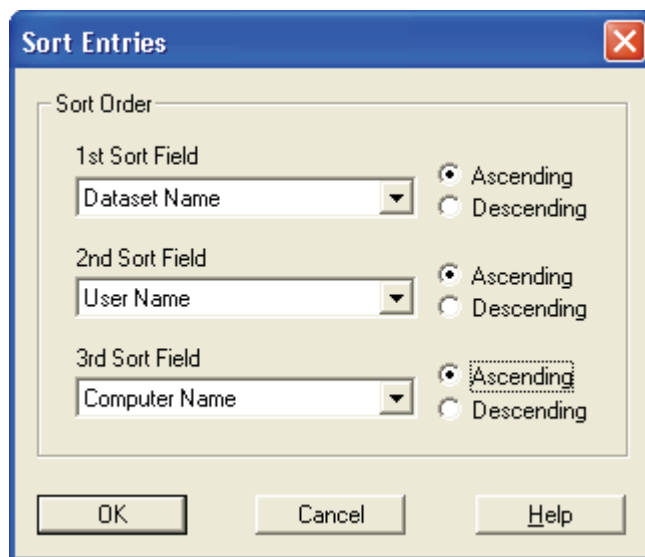 Sort Entries
Sort Order
1st Sort Field
Dataset Name
Ascending
Descending
2nd Sort Field
User Name
Ascending
Descending
3rd Sort Field
Computer Name
Ascending
Descending
OK Cancel Help